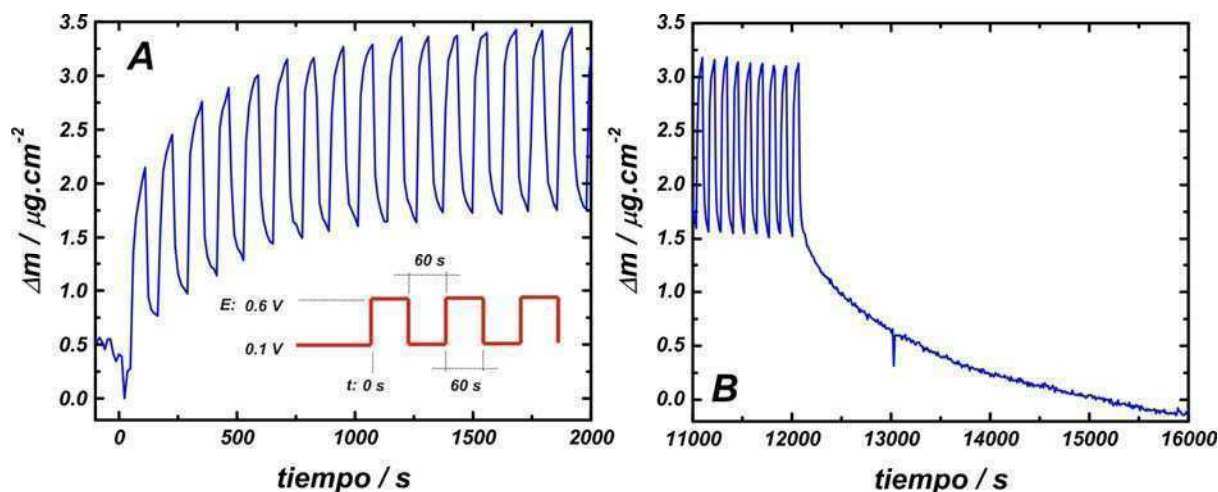 A
Δm / μg.cm-2
3.5
3.0
2.5
2.0
1.5
1.0
0.5
0.0
60 s
E: 0.6 V
0.1 V
t: 0 s
60 s
0 500 1000 1500 2000
tiempo / s
B
Δm / μg.cm-2
3.5
3.0
2.5
2.0
1.5
1.0
0.5
0.0
11000 12000 13000 14000 15000 16000
tiempo / s